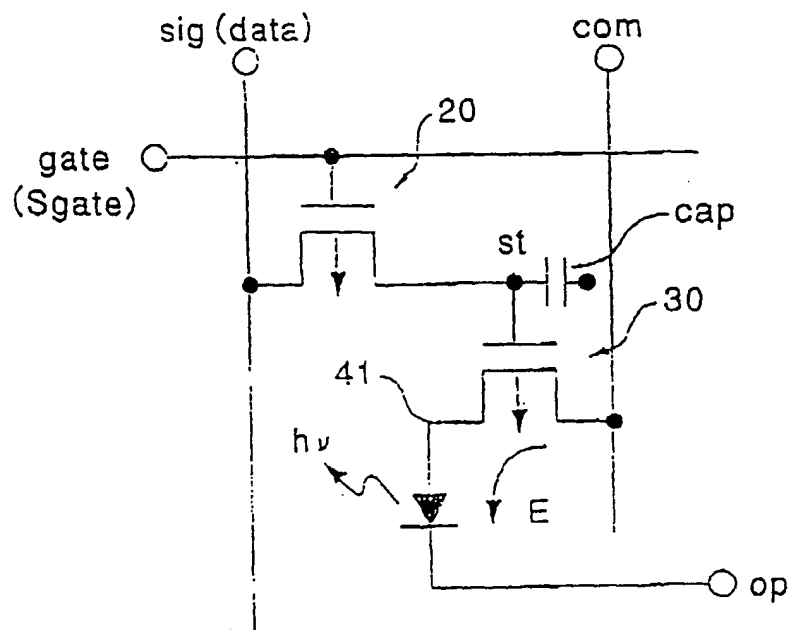 sig (data)
com
20
gate
(Sgate)
cap
st
30
41
hν
E
op